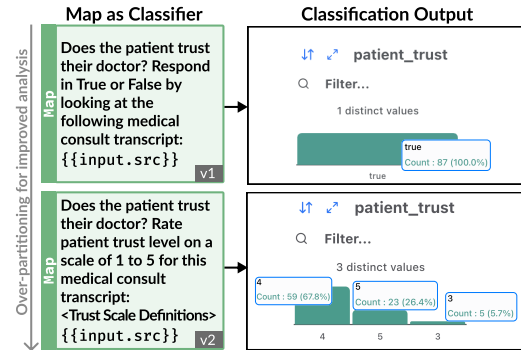 Map as Classifier
Classification Output
Over-partitioning for improved analysis
Map
Does the patient trust
their doctor? Respond
in True or False by
looking at the
following medical
consult transcript:
{{input.src}}
v1
patient_trust
Filter...
1 distinct values
true
Count : 87 (100.0%)
true
Map
Does the patient trust
their doctor? Rate
patient trust level on a
scale of 1 to 5 for this
medical consult
transcript:
<Trust Scale Definitions>
{{input.src}}
v2
patient_trust
Filter...
3 distinct values
4
Count : 59 (67.8%)
5
Count : 23 (26.4%)
3
Count : 5 (5.7%)
4
5
3